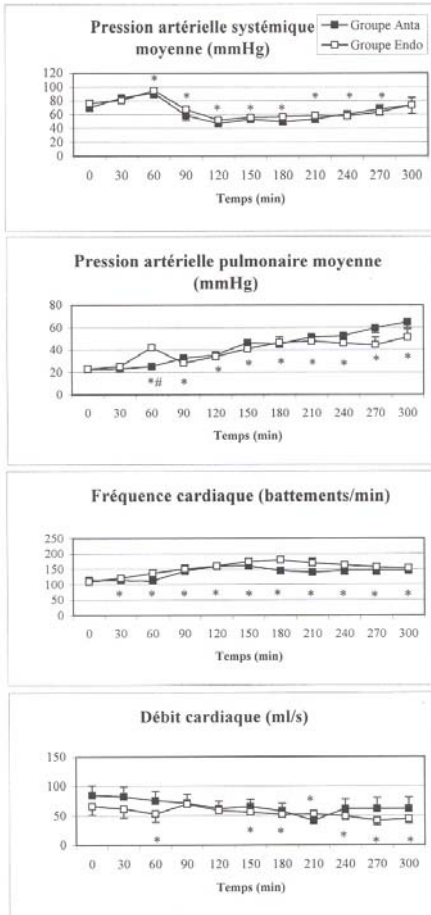 Pression artérielle systémique
moyenne (mmHg)
Groupe Anta
Groupe Endo
120
100
80
60
40
20
0
* * * * * * * *
0 30 60 90 120 150 180 210 240 270 300
Temps (min)
Pression artérielle pulmonaire moyenne
(mmHg)
80
60
40
20
0
*# * * * * * * * *
0 30 60 90 120 150 180 210 240 270 300
Temps (min)
Fréquence cardiaque (battements/min)
250
200
150
100
50
0
* * * * * * * * * *
0 30 60 90 120 150 180 210 240 270 300
Temps (min)
Débit cardiaque (ml/s)
150
100
50
0
* * * * * * *
0 30 60 90 120 150 180 210 240 270 300
Temps (min)